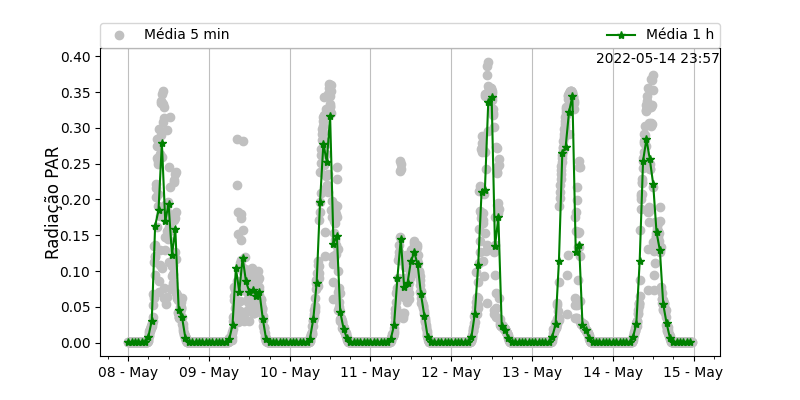 Média 5 min
Média 1 h
2022-05-14 23:57
Radiação PAR
0.40
0.35
0.30
0.25
0.20
0.15
0.10
0.05
0.00
08 - May
09 - May
10 - May
11 - May
12 - May
13 - May
14 - May
15 - May